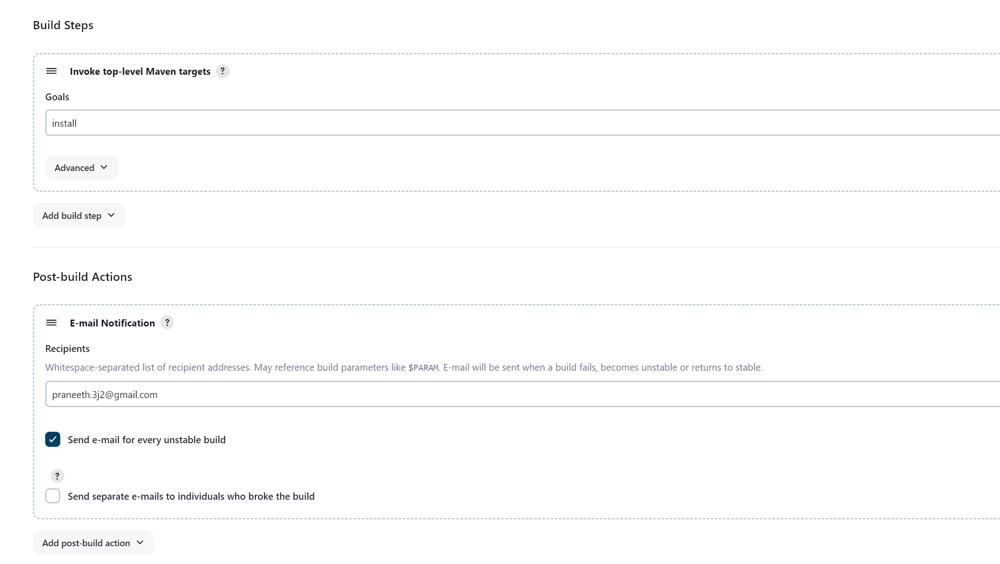 Build Steps
Invoke top-level Maven targets ?
Goals
install
Advanced
Add build step
Post-build Actions
E-mail Notification ?
Recipients
Whitespace-separated list of recipient addresses. May reference build parameters like $PARAM. E-mail will be sent when a build fails, becomes unstable or returns to stable.
praneeth.3j2@gmail.com
Send e-mail for every unstable build
?
Send separate e-mails to individuals who broke the build
Add post-build action